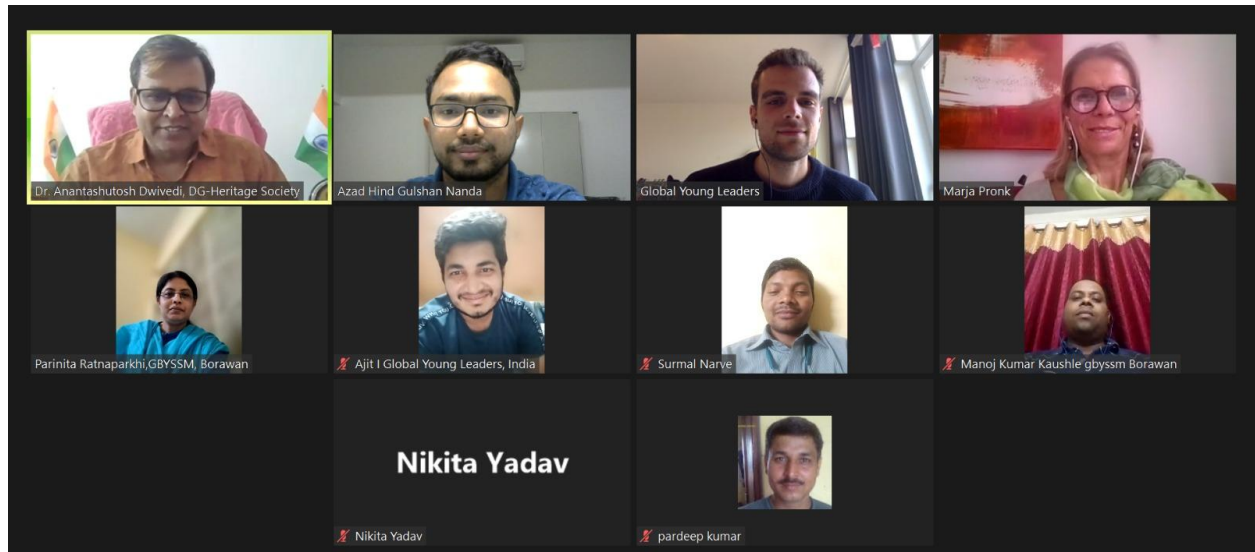 Dr. Anantashutosh Dwivedi, DG-Heritage Society
Azad Hind Gulshan Nanda
Global Young Leaders
Marja Pronk
Parinita Ratnaparkhi,GBYSSM, Borawan
Ajit I Global Young Leaders, India
Surmal Narve
Manoj Kumar Kaushle gbyssm Borawan
Nikita Yadav
Nikita Yadav
pardeep kumar